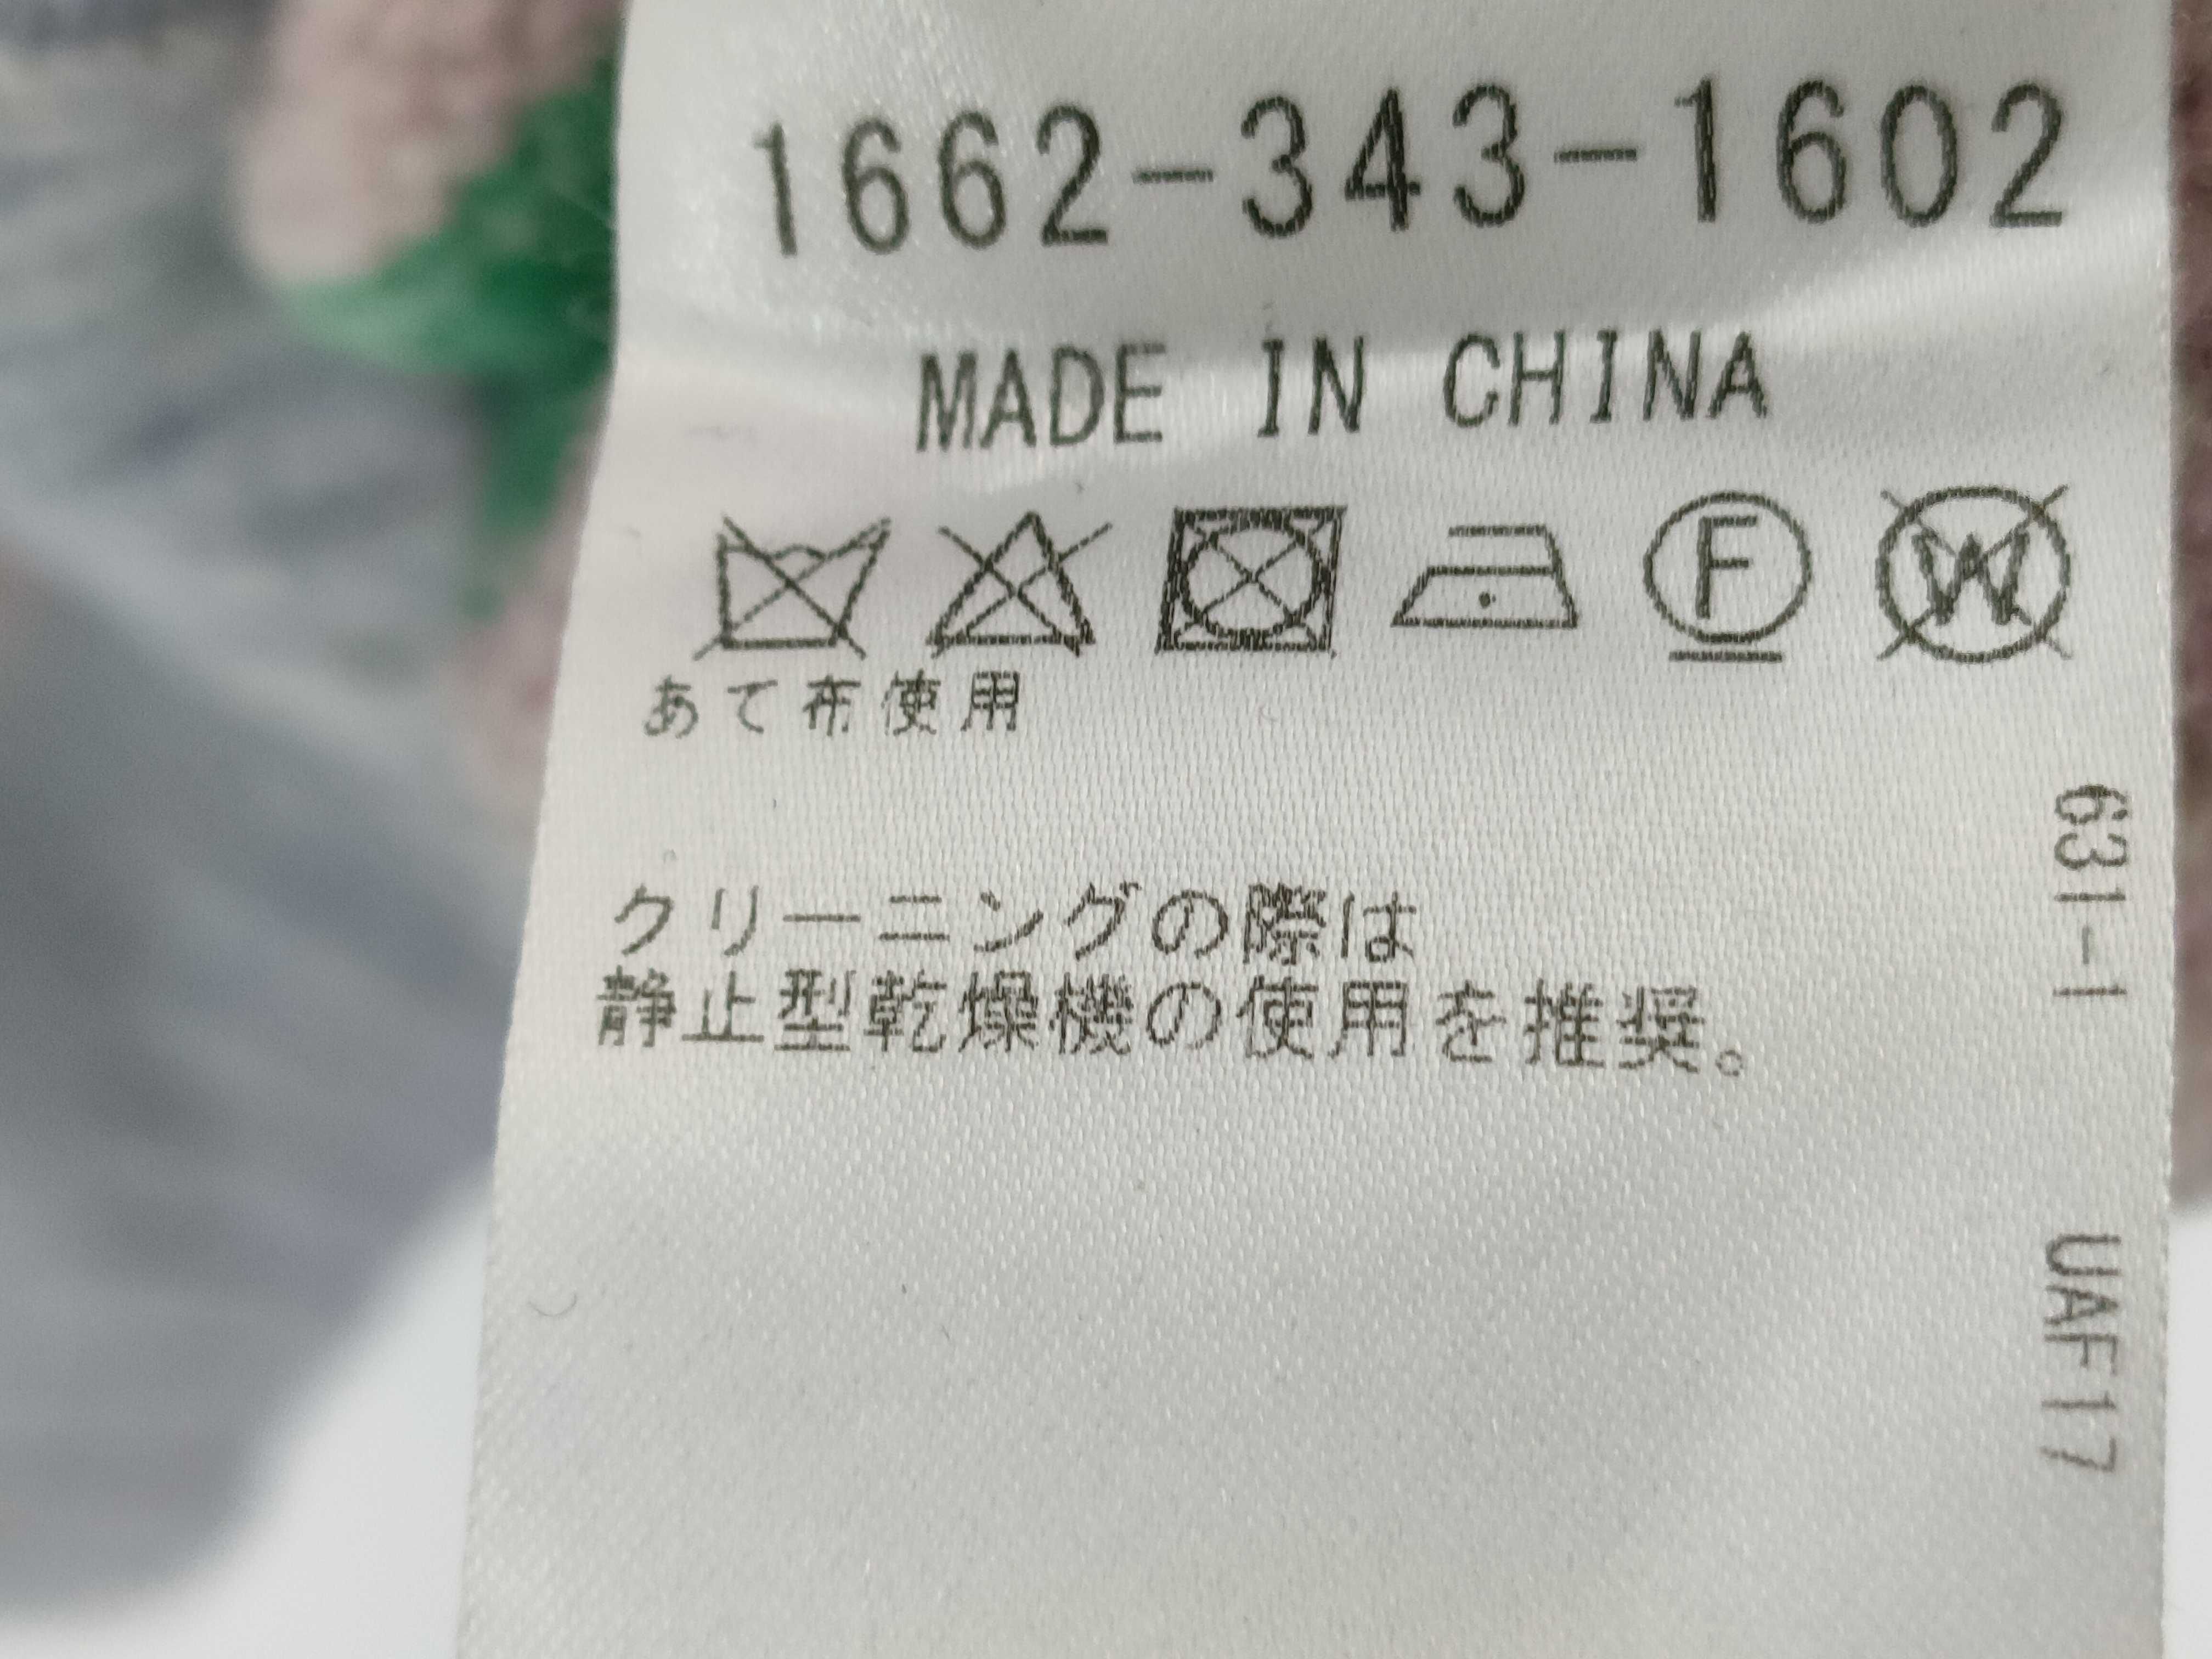 1662-343-1602
MADE IN CHINA
F W
あて布使用
クリーニングの際は
静止型乾燥機の使用を推奨。
631-1
UAF17